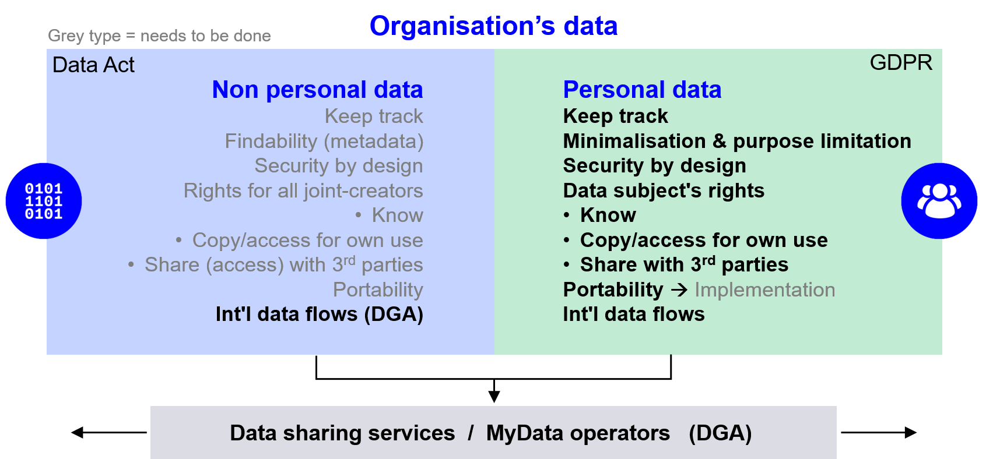 Organisation's data
Grey type = needs to be done
Data Act
Non personal data
Keep track
Findability (metadata)
Security by design
Rights for all joint-creators
• Know
• Copy/access for own use
• Share (access) with 3rd parties
Portability
Int'l data flows (DGA)
0101
1101
0101
GDPR
Personal data
Keep track
Minimalisation & purpose limitation
Security by design
Data subject's rights
• Know
• Copy/access for own use
• Share with 3rd parties
Portability → Implementation
Int'l data flows
Data sharing services / MyData operators (DGA)